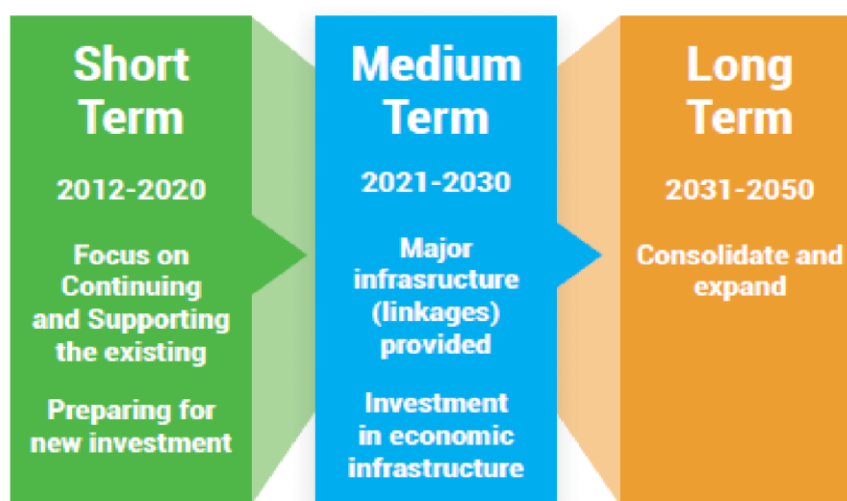 Short
Term
2012-2020
Focus on
Continuing
and Supporting
the existing
Preparing for
new investment
Medium
Term
2021-2030
Major
infrasructure
(linkages)
provided
Investment
in economic
infrastructure
Long
Term
2031-2050
Consolidate and
expand